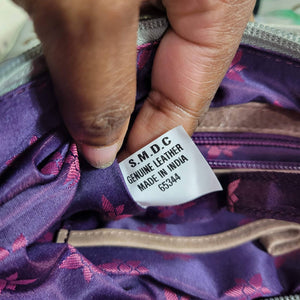 S.M.D.C
GENUINE LEATHER
MADE IN INDIA
65344